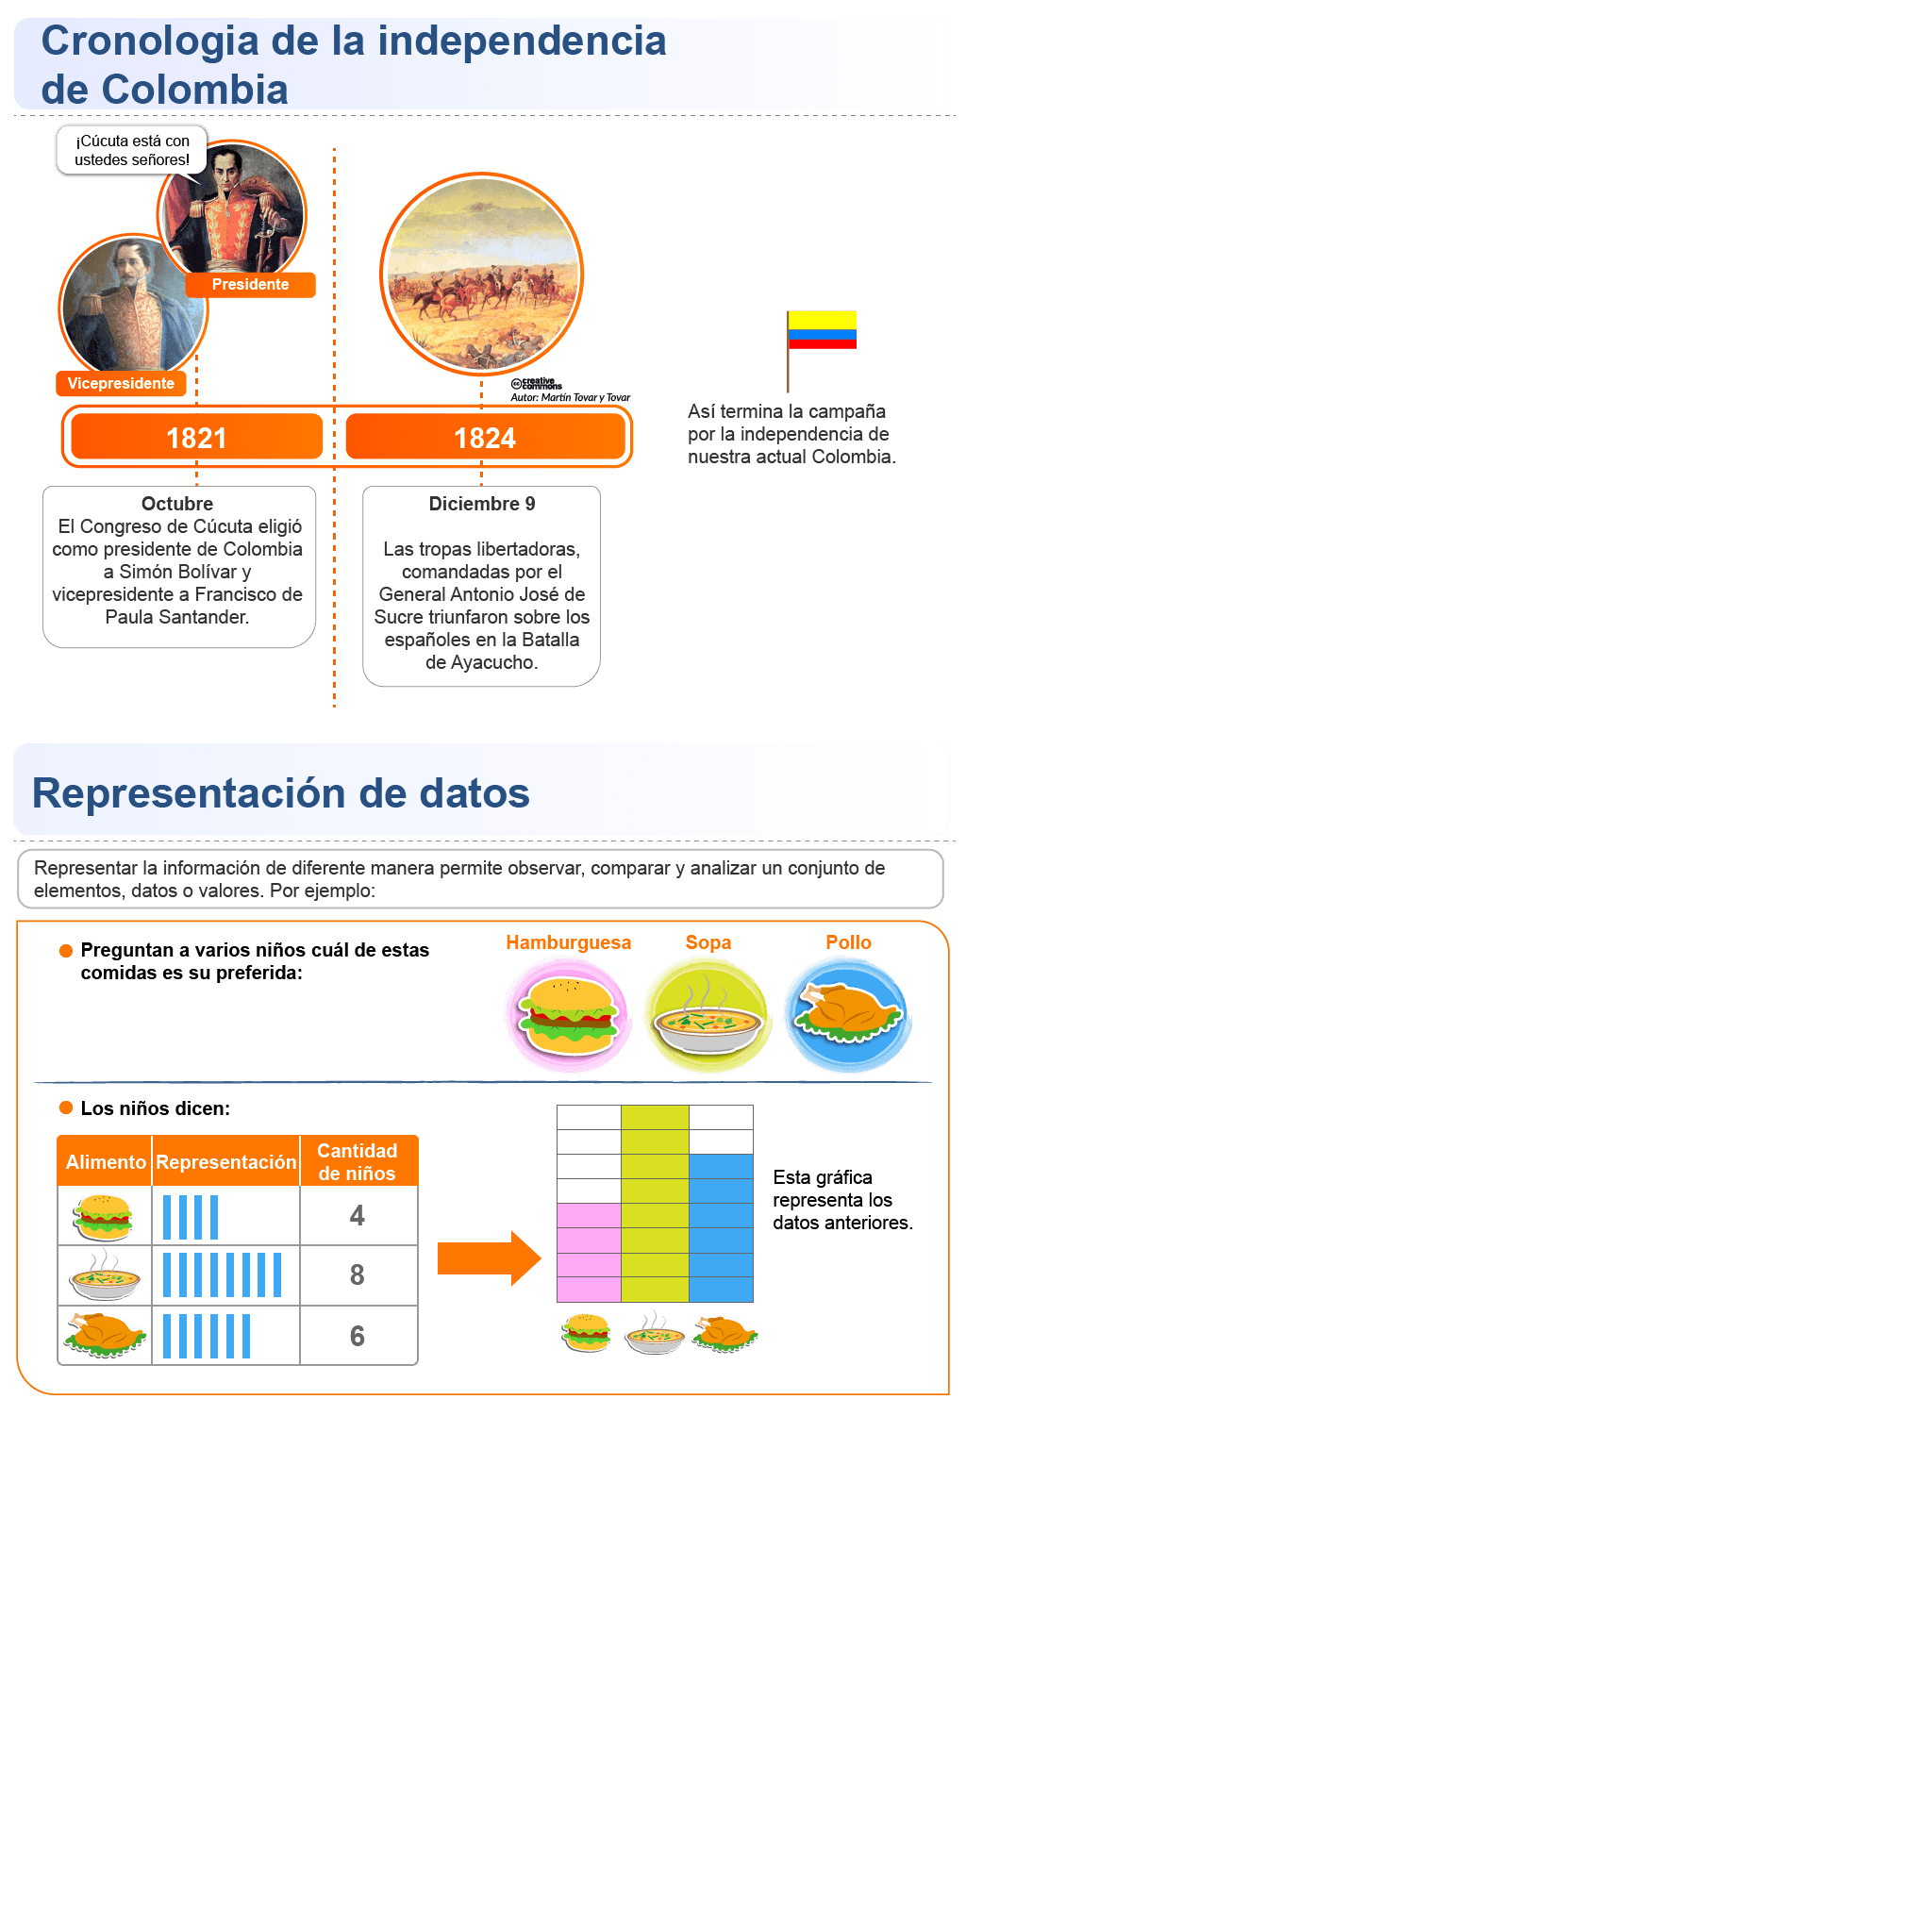 Cronologia de la independencia
de Colombia
¡Cúcuta está con
ustedes señores!
Presidente
Vicepresidente
creative
commons
Autor: Martín Tovar y Tovar
1821
1824
Así termina la campaña
por la independencia de
nuestra actual Colombia.
Octubre
El Congreso de Cúcuta eligió
como presidente de Colombia
a Simón Bolívar y
vicepresidente a Francisco de
Paula Santander.
Diciembre 9
Las tropas libertadoras,
comandadas por el
General Antonio José de
Sucre triunfaron sobre los
españoles en la Batalla
de Ayacucho.
Representación de datos
Representar la información de diferente manera permite observar, comparar y analizar un conjunto de
elementos, datos o valores. Por ejemplo:
Preguntan a varios niños cuál de estas
comidas es su preferida:
Hamburguesa
Sopa
Pollo
Los niños dicen:
Alimento
Representación
Cantidad
de niños
4
8
6
Esta gráfica
representa los
datos anteriores.